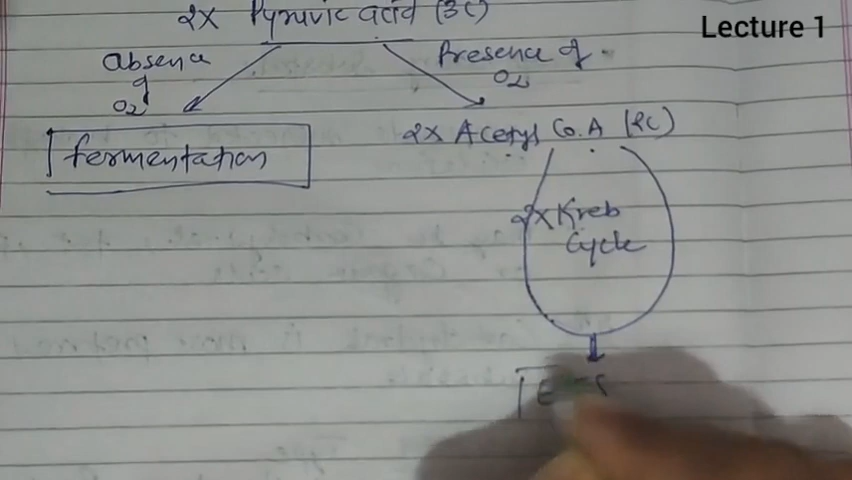 2x Pyruvic acid (3C)
Lecture 1
Absence
of
O2
Presence of
O2
fermentation
2x Acetyl Co.A (2C)
2x Kreb
Cycle